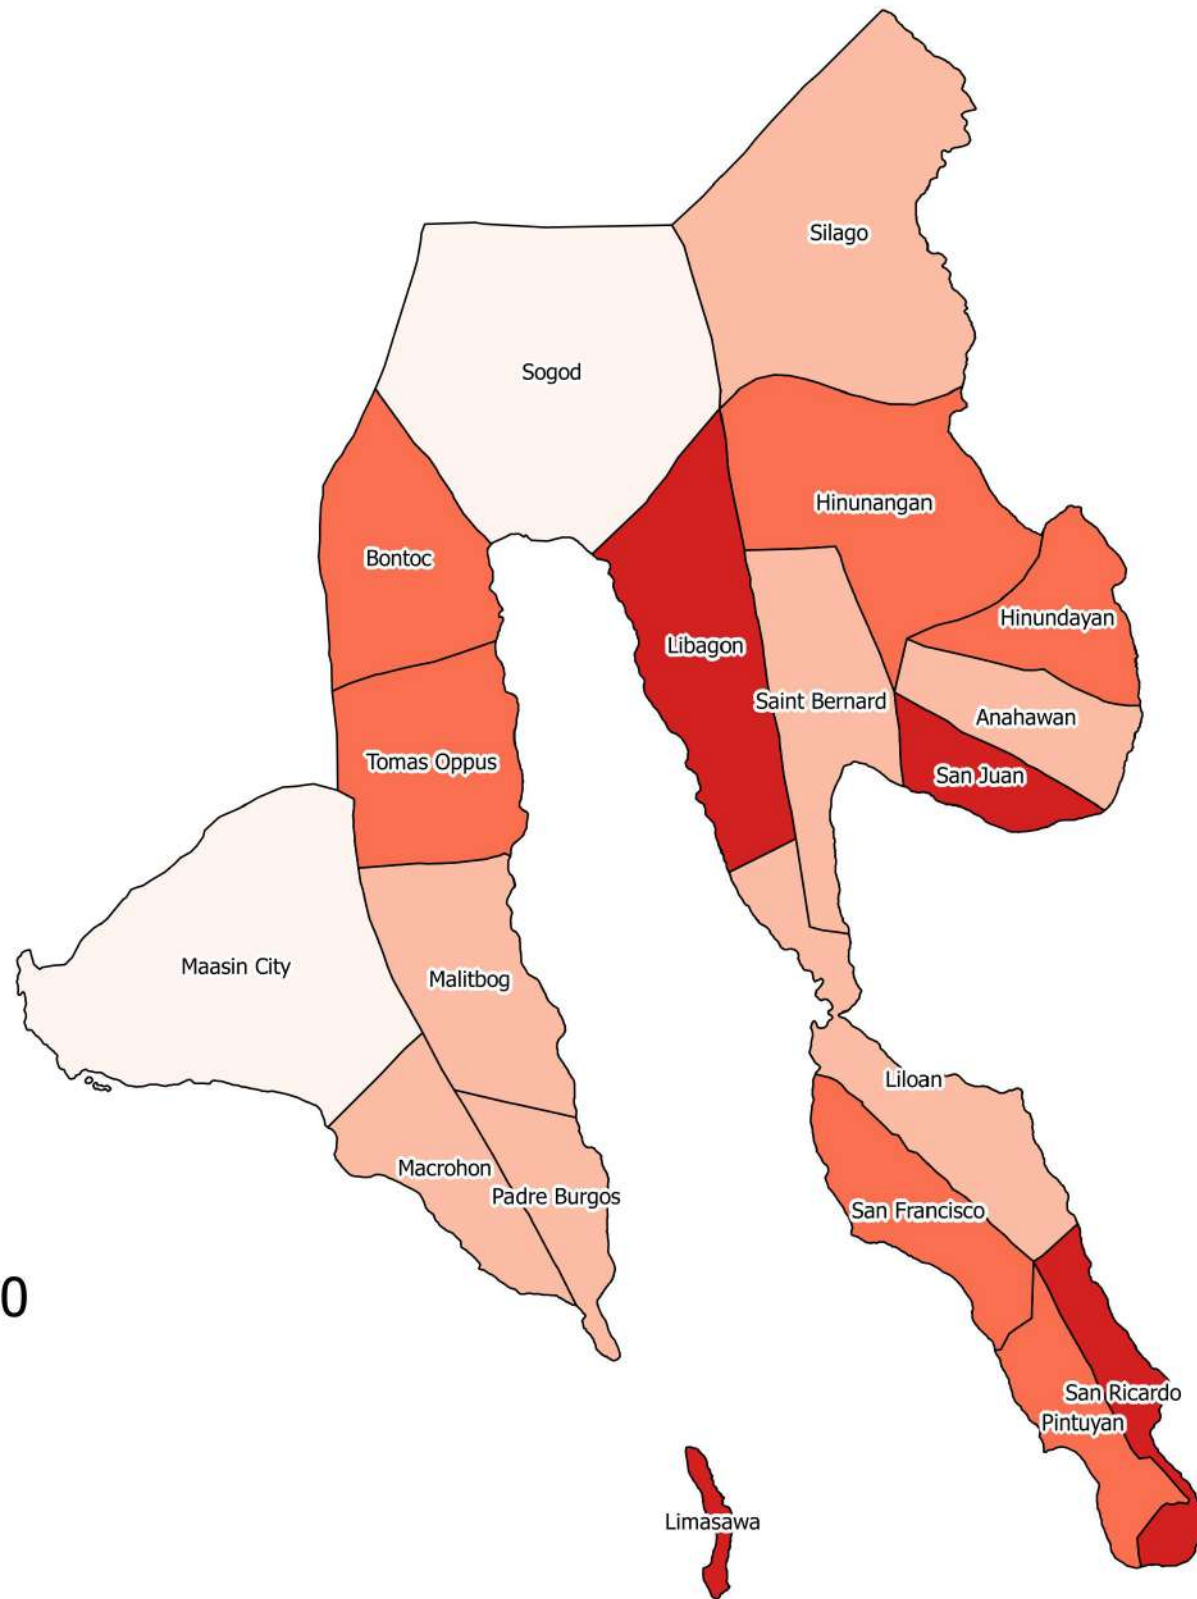 Silago
Sogod
Hinunangan
Bontoc
Hinundayan
Libagon
Saint Bernard
Anahawan
Tomas Oppus
San Juan
Maasin City
Malitbog
Liloan
Macrohon
Padre Burgos
San Francisco
0
San Ricardo
Pintuyan
Limasawa